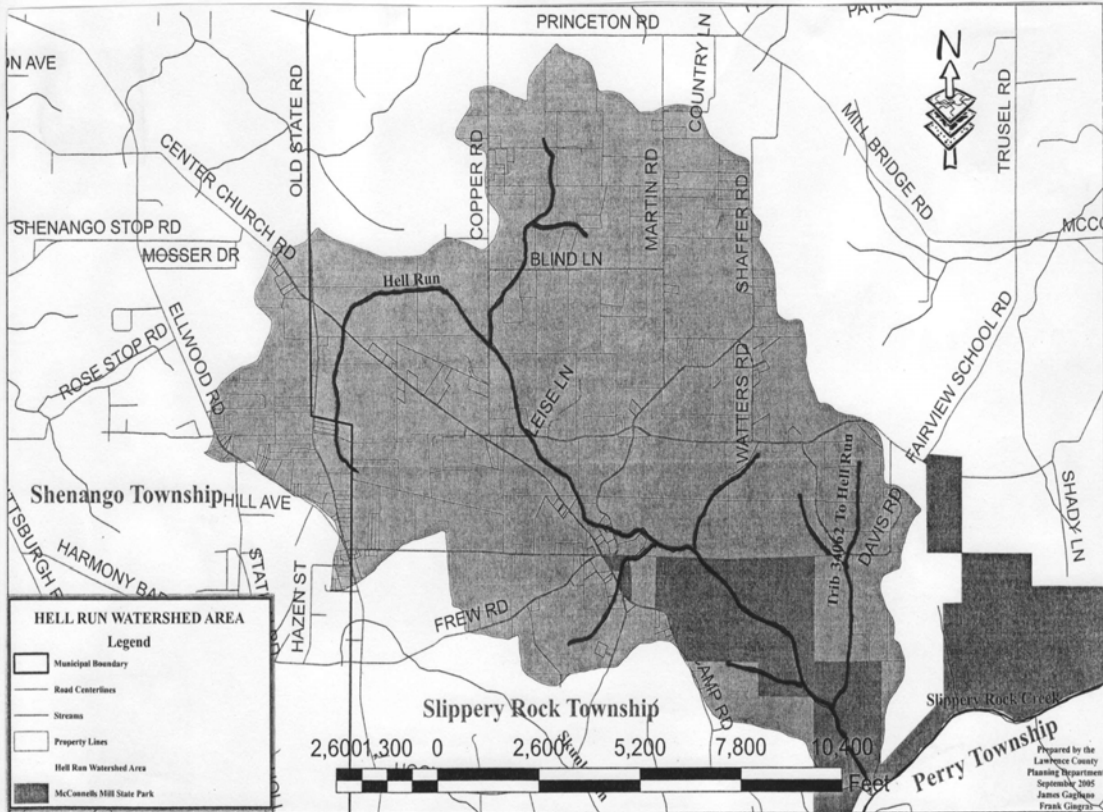 PRINCETON RD
ON AVE
COUNTRY LN
N
TRUSEL RD
OLD STATE RD
COPPER RD
MARTIN RD
MILL BRIDGE RD
CENTER CHURCH RD
SHENANGO STOP RD
MOSSER DR
SHAFFER RD
MCCO
BLIND LN
Hell Run
ELLWOOD RD
ROSE STOP RD
FAIRVIEW SCHOOL RD
LEISE LN
WATTERS RD
Trib 34062 To Hell Run
DAVIS RD
Shenango Township
HILL AVE
SHADY LN
HARMONY BA
HAZEN ST
FREW RD
CAMP RD
Slippery Rock Creek
Slippery Rock Township
Perry Township
HELL RUN WATERSHED AREA
Legend
Municipal Boundary
Road Centerlines
Streams
Property Lines
Hell Run Watershed Area
McConnells Mill State Park
2,600 1,300 0 2,600 5,200 7,800 10,400
Feet
Prepared by the
Lawrence County
Planning Department
September 2005
James Gagliano
Frank Gingras